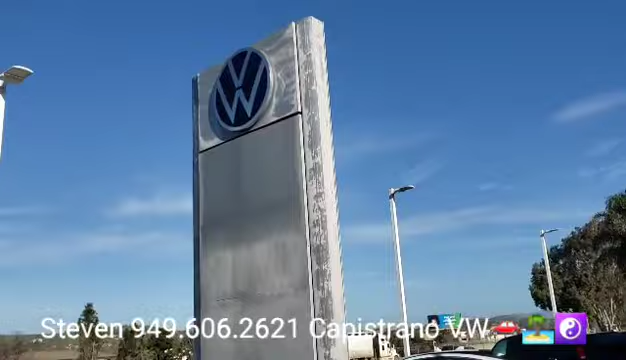 Steven 949.606.2621 Capistrano VW 🚗 🏝️ ☯️